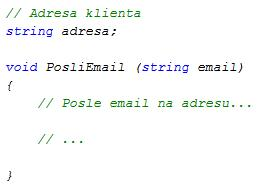 // Adresa klienta
string adresa;
void PosliEmail (string email)
{
// Posle email na adresu...
// ...
}